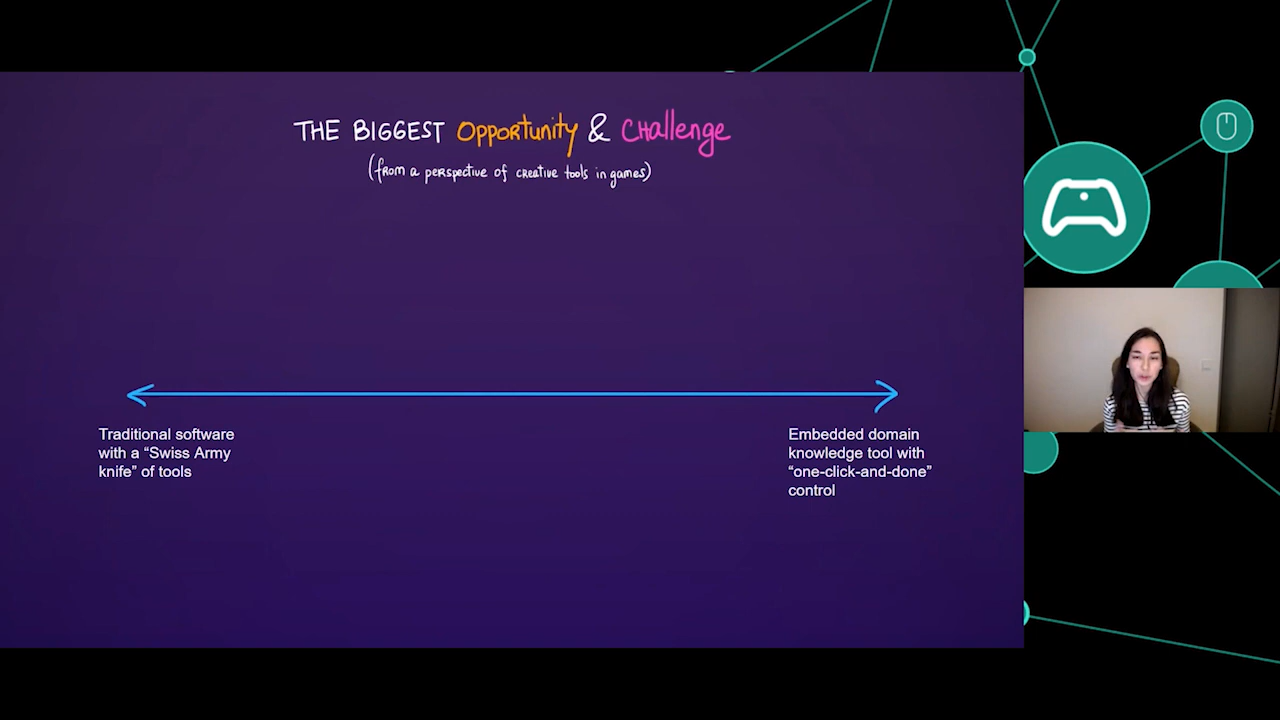 THE BIGGEST Opportunity & Challenge
(from a perspective of creative tools in games)
Traditional software
with a “Swiss Army
knife” of tools
Embedded domain
knowledge tool with
“one-click-and-done”
control